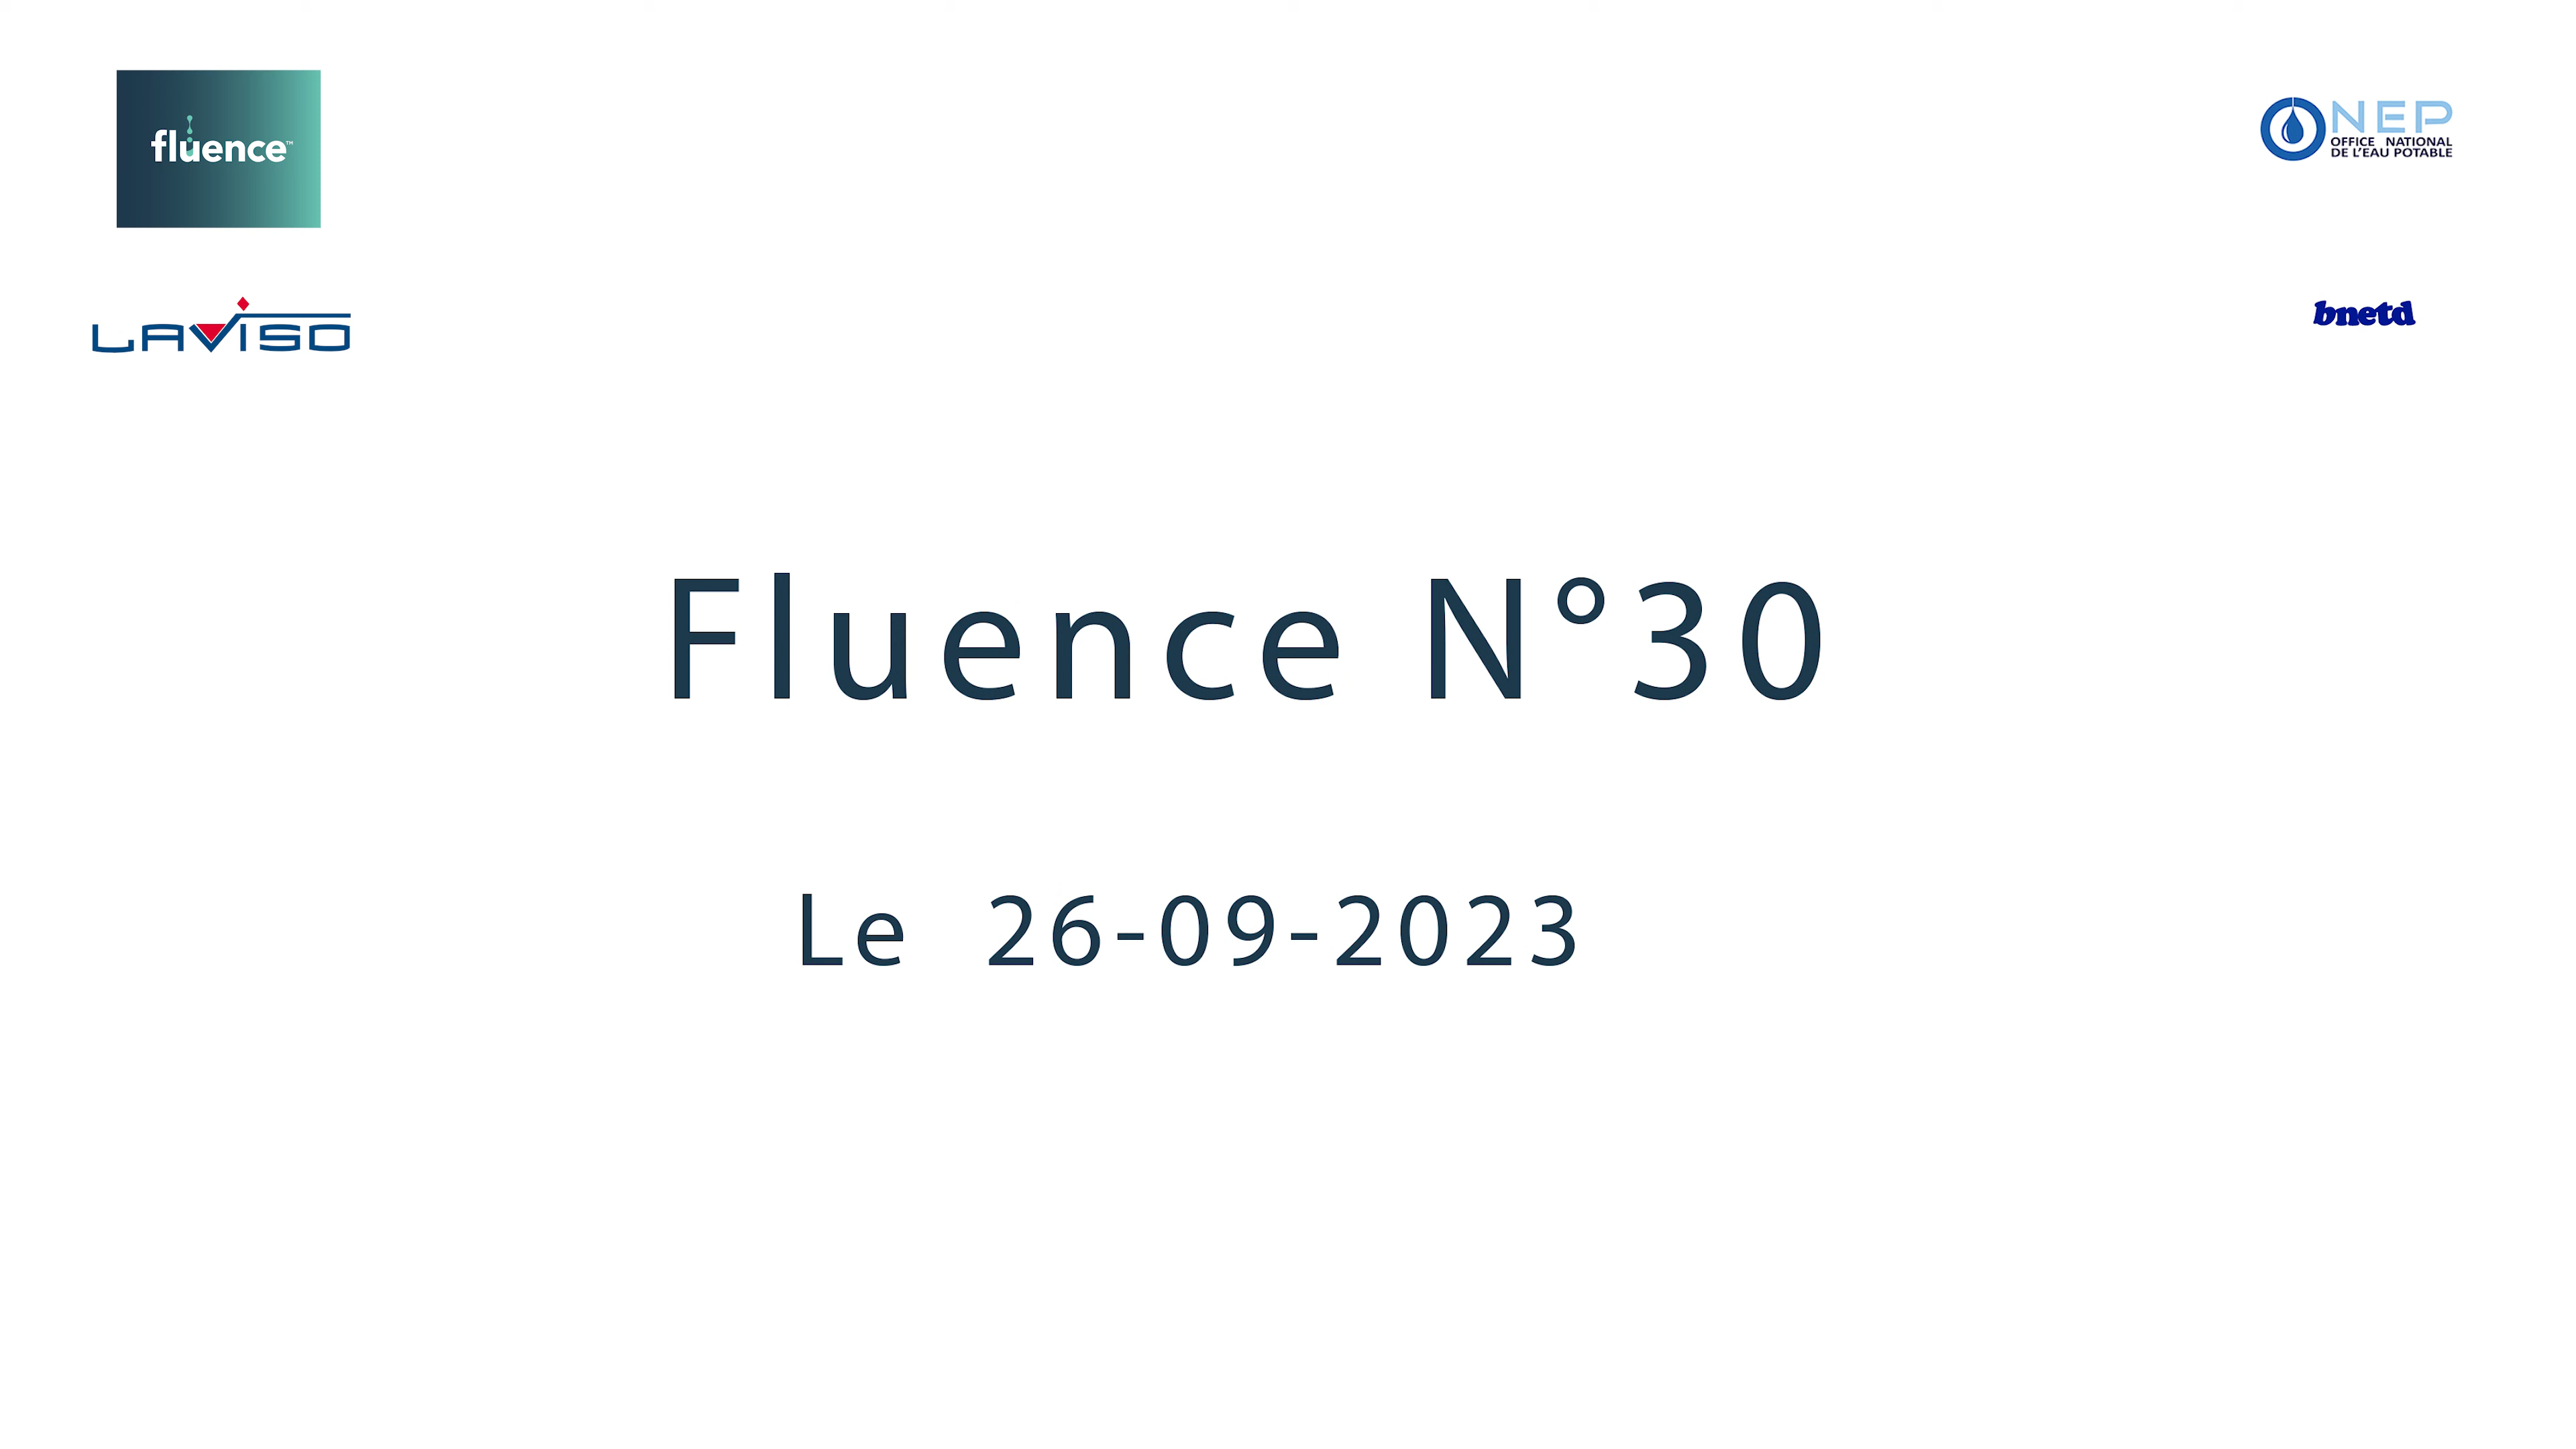 fluence™
ONEP
OFFICE NATIONAL
DE L'EAU POTABLE
LAVISO
bnetd
Fluence N°30
Le 26-09-2023